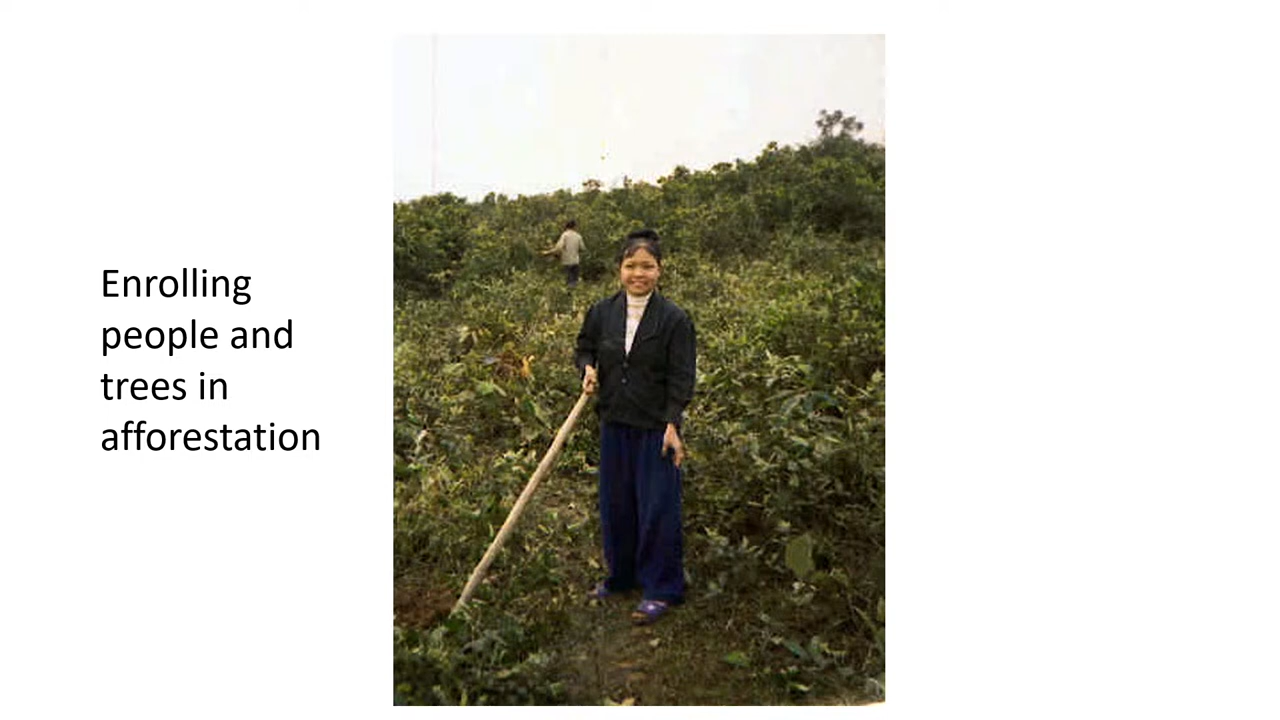 Enrolling
people and
trees in
afforestation